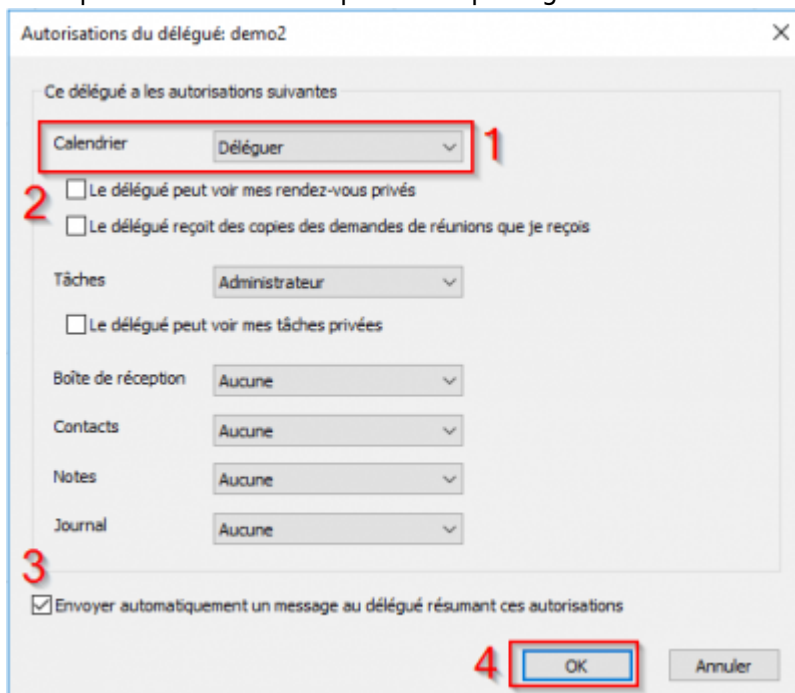 Autorisations du délégué: demo2
Ce délégué a les autorisations suivantes
Calendrier Déléguer 1
2 Le délégué peut voir mes rendez-vous privés
Le délégué reçoit des copies des demandes de réunions que je reçois
Tâches Administrateur
Le délégué peut voir mes tâches privées
Boîte de réception Aucune
Contacts Aucune
Notes Aucune
Journal Aucune
3
Envoyer automatiquement un message au délégué résumant ces autorisations
4 OK Annuler